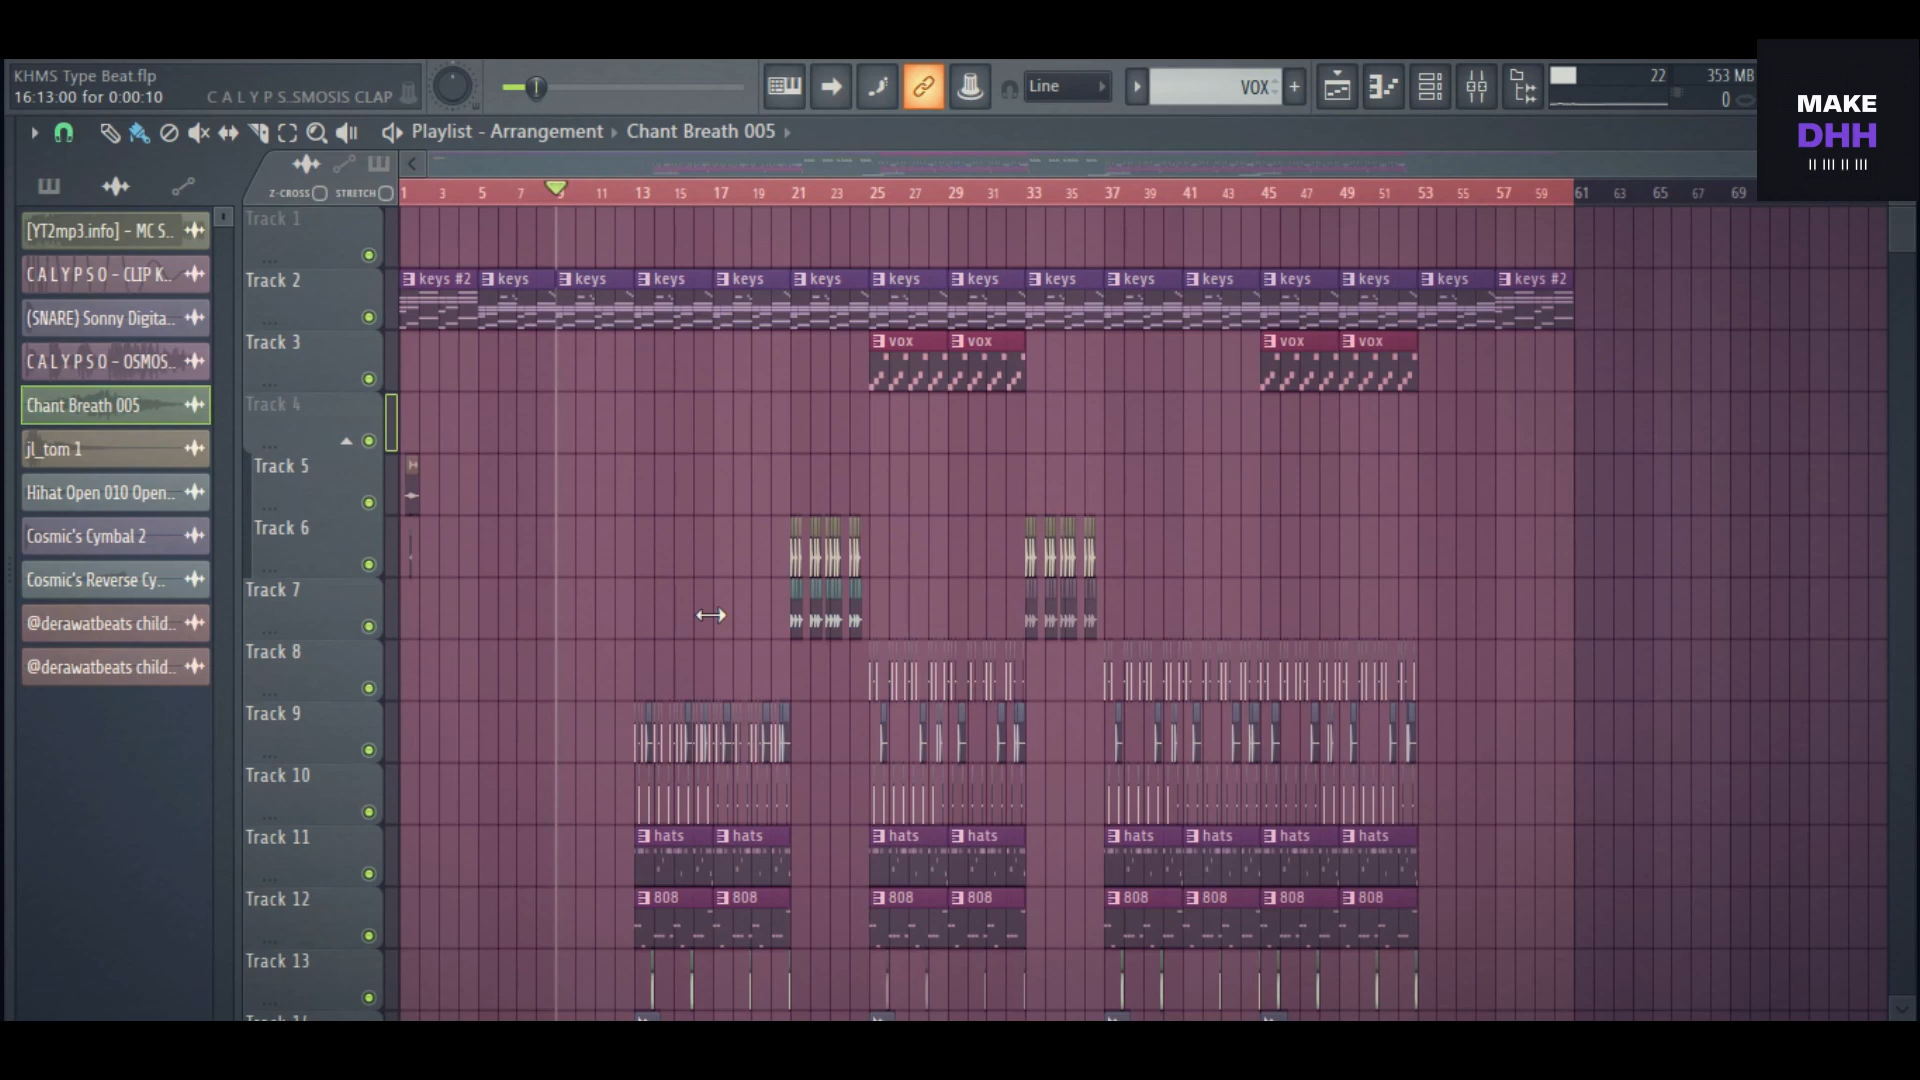 KHMS Type Beat.flp
16:13:00 for 0:00:10
C A L Y P S..SMOSIS CLAP
Line
VOX
22
353 MB
0
MAKE
DHH
Playlist - Arrangement
Chant Breath 005
Z-CROSS
STRETCH
1 3 5 7 9 11 13 15 17 19 21 23 25 27 29 31 33 35 37 39 41 43 45 47 49 51 53 55 57 59 61 63 65 67 69
[YT2mp3.info] - MC S..
C A L Y P S O - CLIP K..
(SNARE) Sonny Digita..
C A L Y P S O - OSMOS..
Chant Breath 005
jl_tom 1
Hihat Open 010 Open..
Cosmic's Cymbal 2
Cosmic's Reverse Cy..
@derawatbeats child..
@derawatbeats child..
Track 1
Track 2
keys #2 keys keys keys keys keys keys keys keys keys keys keys keys keys keys #2
Track 3
vox vox vox vox
Track 4
Track 5
Track 6
Track 7
Track 8
Track 9
Track 10
Track 11
hats hats hats hats hats hats hats hats
Track 12
808 808 808 808 808 808 808 808
Track 13